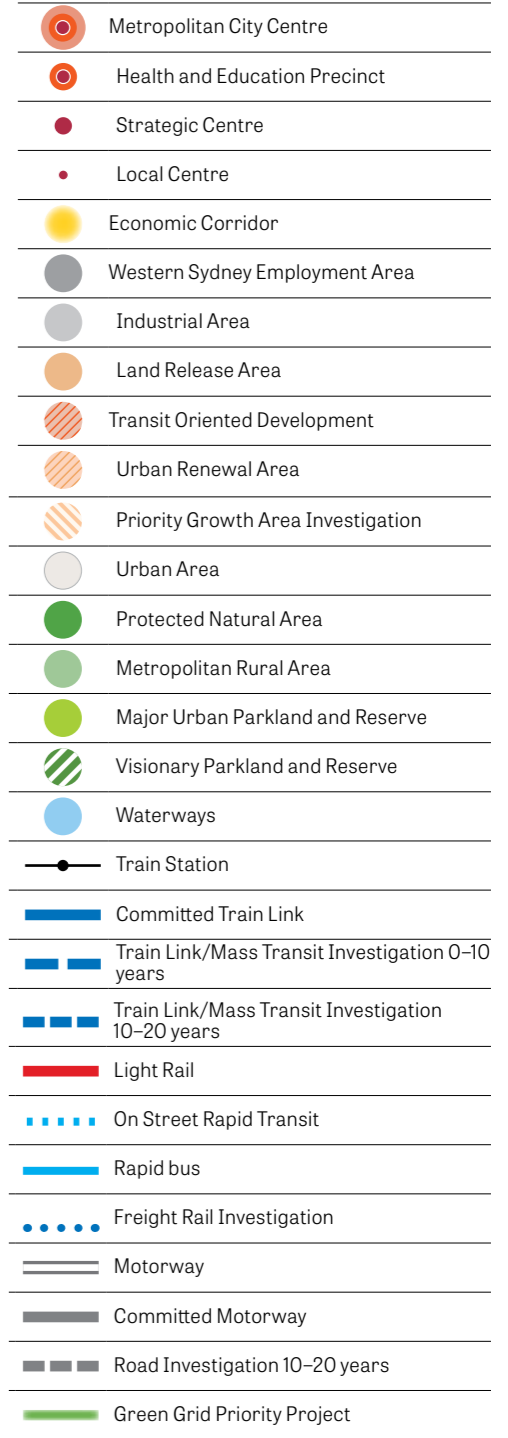 Metropolitan City Centre
Health and Education Precinct
Strategic Centre
Local Centre
Economic Corridor
Western Sydney Employment Area
Industrial Area
Land Release Area
Transit Oriented Development
Urban Renewal Area
Priority Growth Area Investigation
Urban Area
Protected Natural Area
Metropolitan Rural Area
Major Urban Parkland and Reserve
Visionary Parkland and Reserve
Waterways
Train Station
Committed Train Link
Train Link/Mass Transit Investigation 0–10
years
Train Link/Mass Transit Investigation
10–20 years
Light Rail
On Street Rapid Transit
Rapid bus
Freight Rail Investigation
Motorway
Committed Motorway
Road Investigation 10–20 years
Green Grid Priority Project